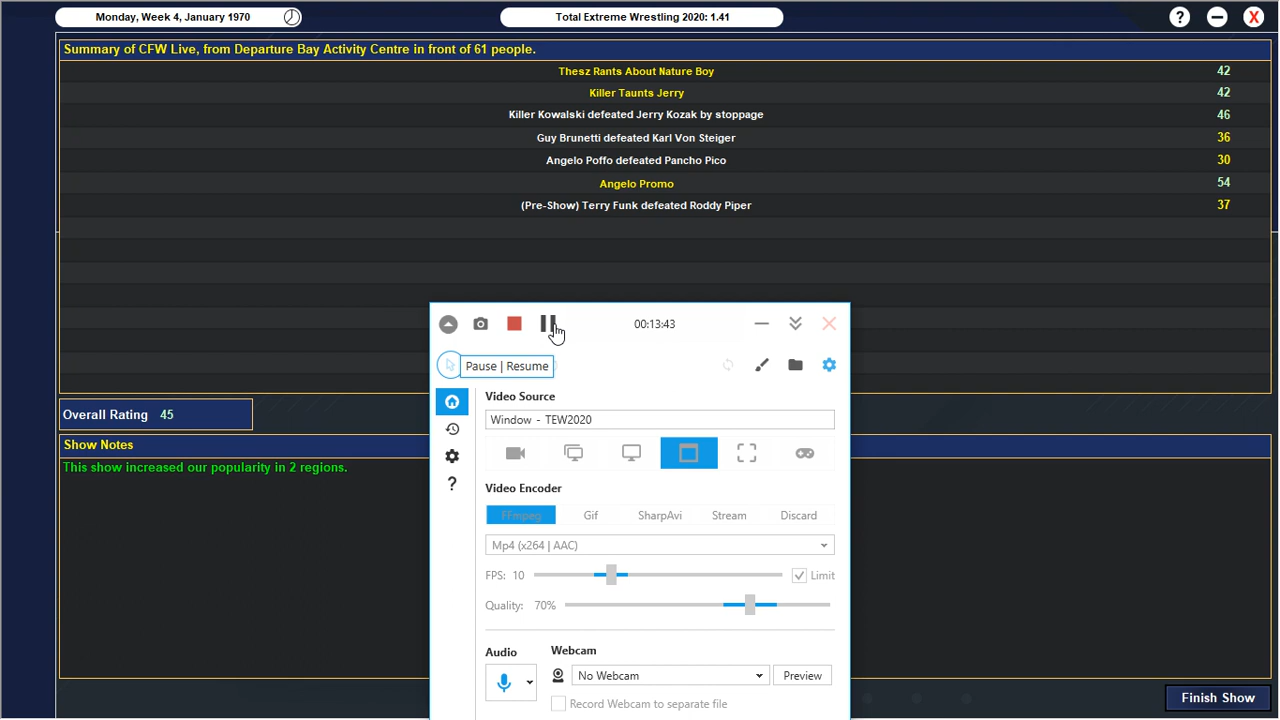 Monday, Week 4, January 1970
Total Extreme Wrestling 2020: 1.41
?
X
Summary of CFW Live, from Departure Bay Activity Centre in front of 61 people.
Thesz Rants About Nature Boy 42
Killer Taunts Jerry 42
Killer Kowalski defeated Jerry Kozak by stoppage 46
Guy Brunetti defeated Karl Von Steiger 36
Angelo Poffo defeated Pancho Pico 30
Angelo Promo 54
(Pre-Show) Terry Funk defeated Roddy Piper 37
00:13:43
Pause | Resume
Video Source
Window - TEW2020
Overall Rating 45
Show Notes
This show increased our popularity in 2 regions.
?
Video Encoder
FFmpeg Gif SharpAvi Stream Discard
Mp4 (x264 | AAC)
FPS: 10 Limit
Quality: 70%
Audio Webcam
No Webcam Preview
Record Webcam to separate file
Finish Show